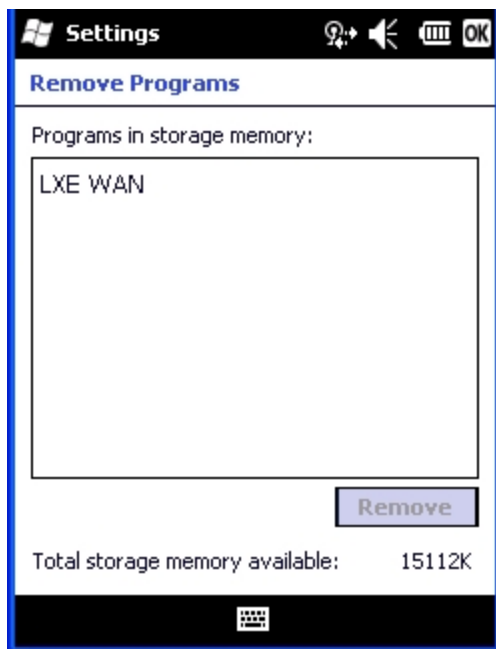 Settings
OK
Remove Programs
Programs in storage memory:
LXE WAN
Remove
Total storage memory available: 15112K